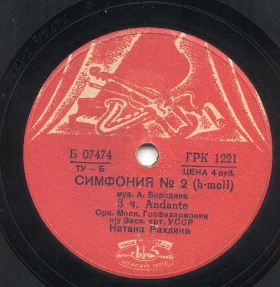 Б 07474 ГРК 1221
ТУ — Б ЦЕНА 4 руб.
СИМФОНИЯ № 2 (h-moll)
муз. А. Бородина
3 ч. Andante
Орк. Моск. Госфилармонии
п/у Засл. арт. УССР
Натана Рахлина